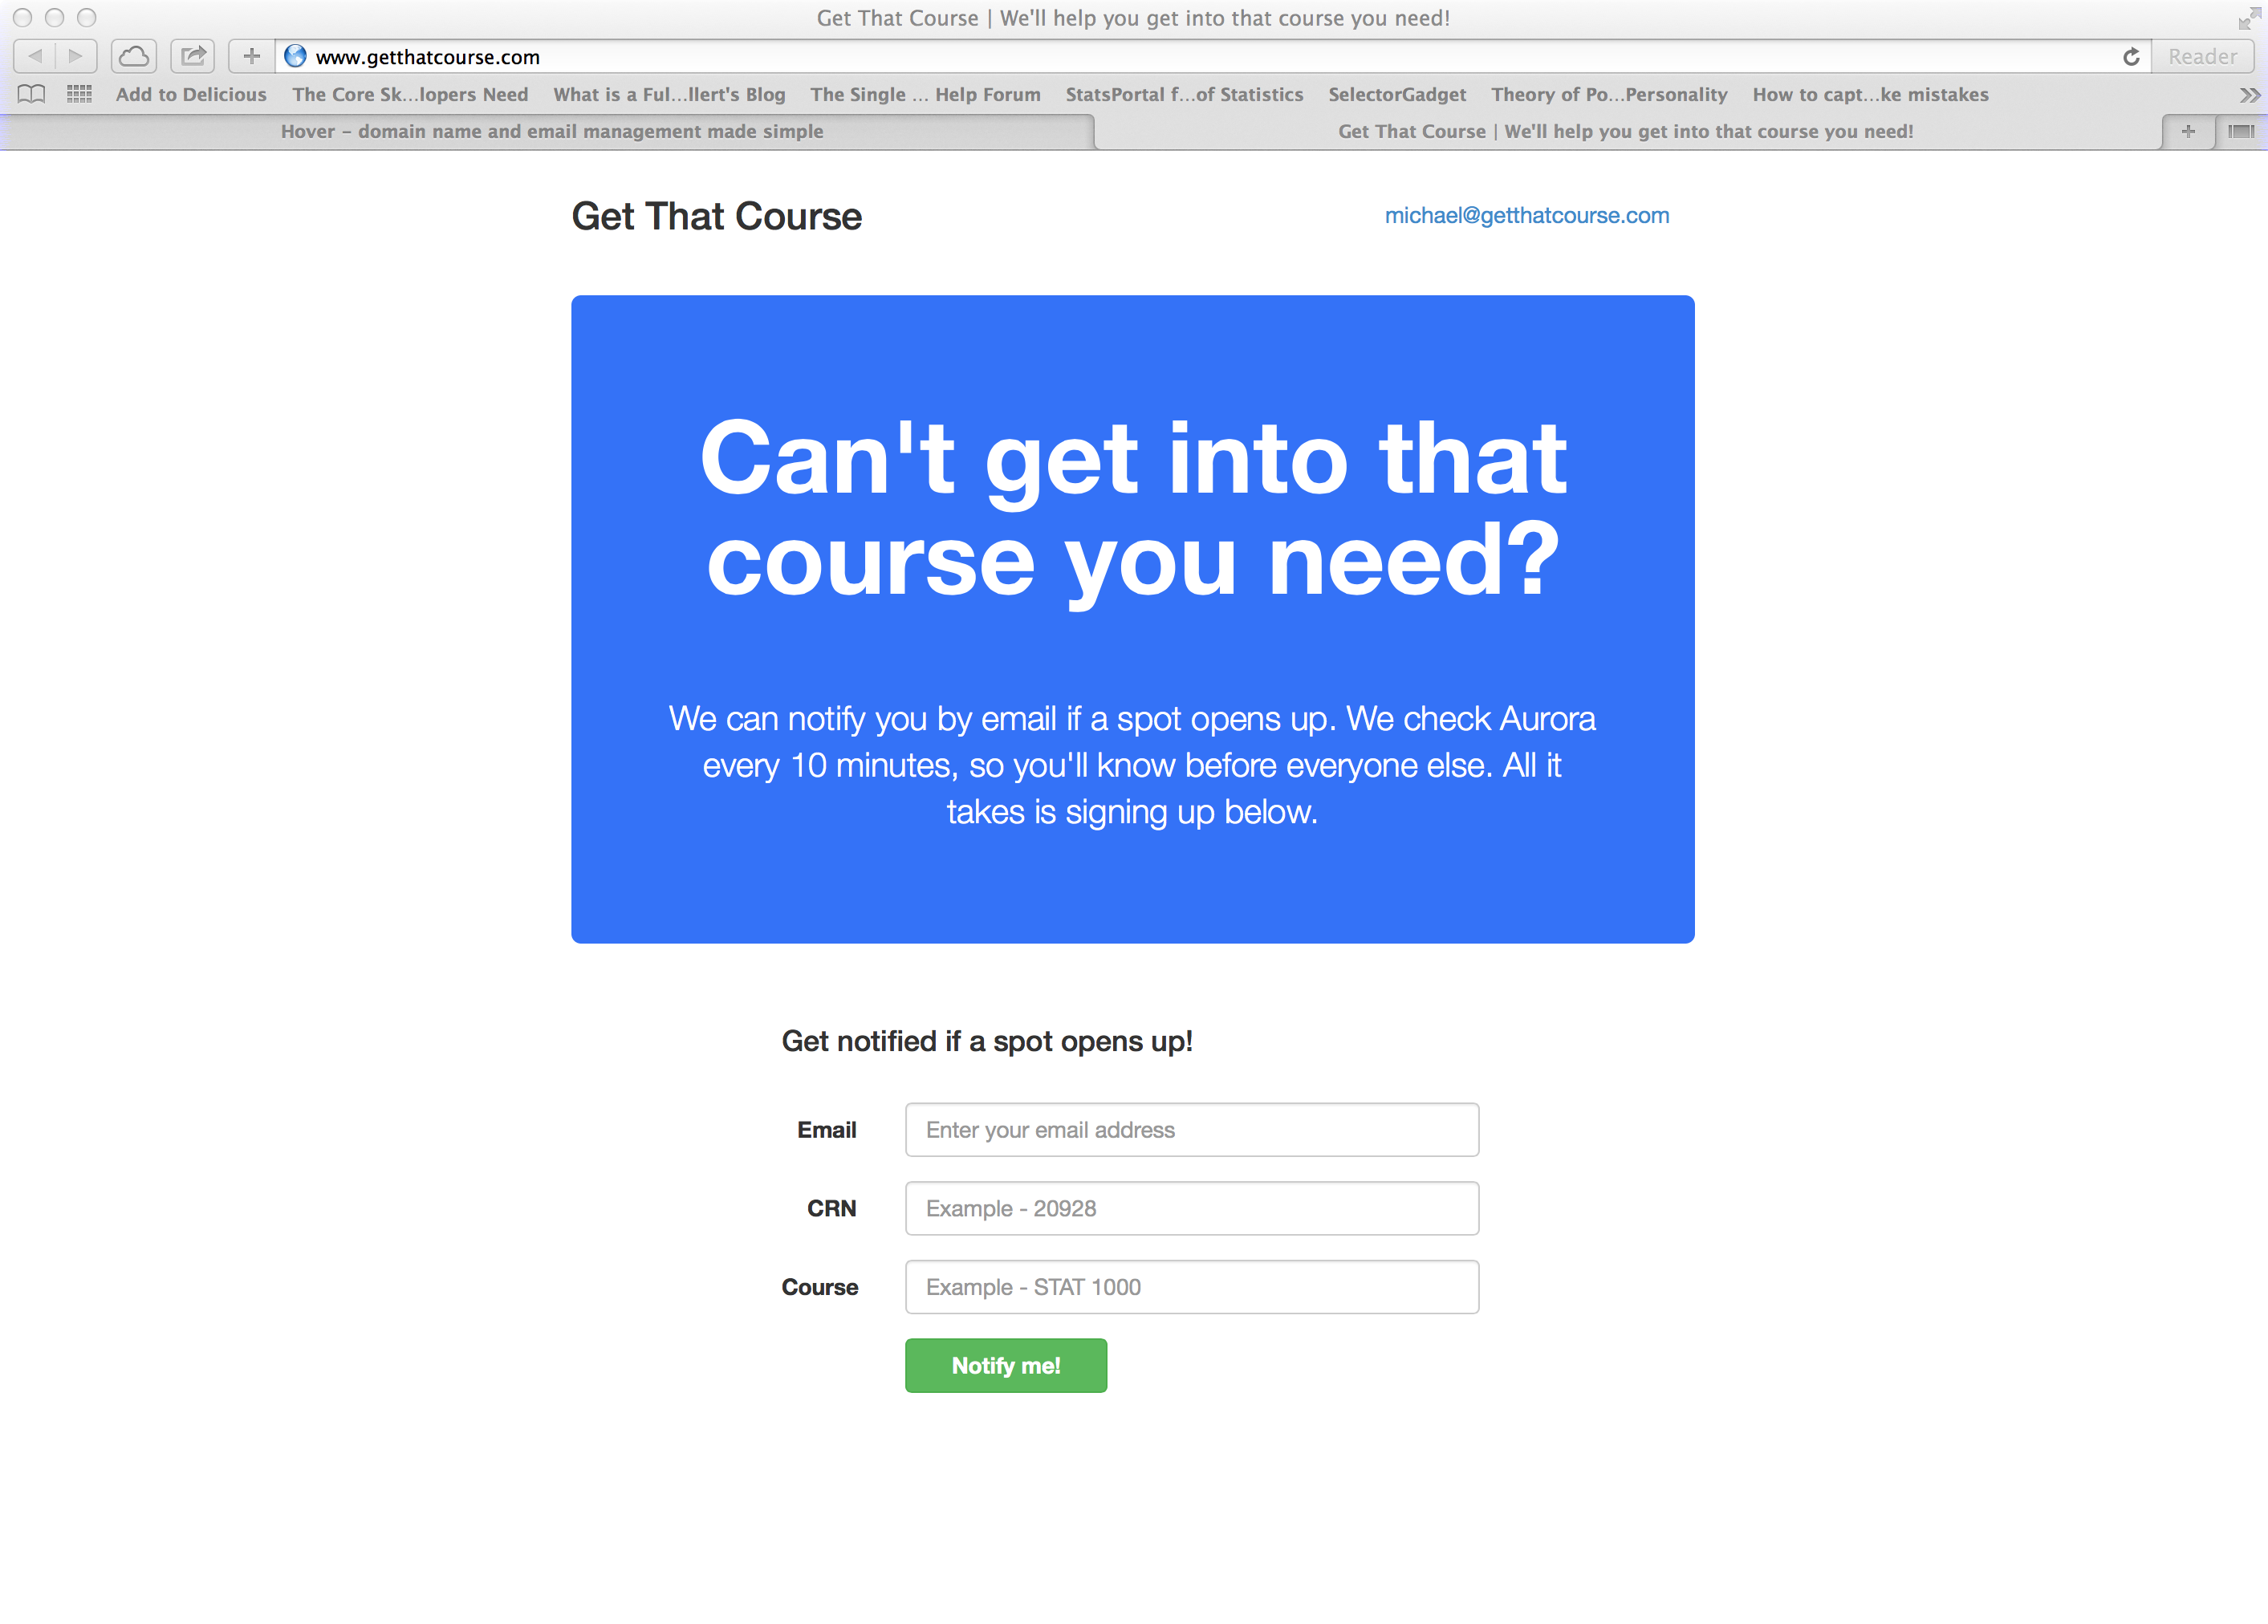 Get That Course | We'll help you get into that course you need!
www.getthatcourse.com
Reader
Add to Delicious The Core Sk...lopers Need What is a Ful...llert's Blog The Single ... Help Forum StatsPortal f...of Statistics SelectorGadget Theory of Po...Personality How to capt...ke mistakes
Hover – domain name and email management made simple Get That Course | We'll help you get into that course you need!
Get That Course michael@getthatcourse.com
Can't get into that
course you need?
We can notify you by email if a spot opens up. We check Aurora
every 10 minutes, so you'll know before everyone else. All it
takes is signing up below.
Get notified if a spot opens up!
Email Enter your email address
CRN Example - 20928
Course Example - STAT 1000
Notify me!